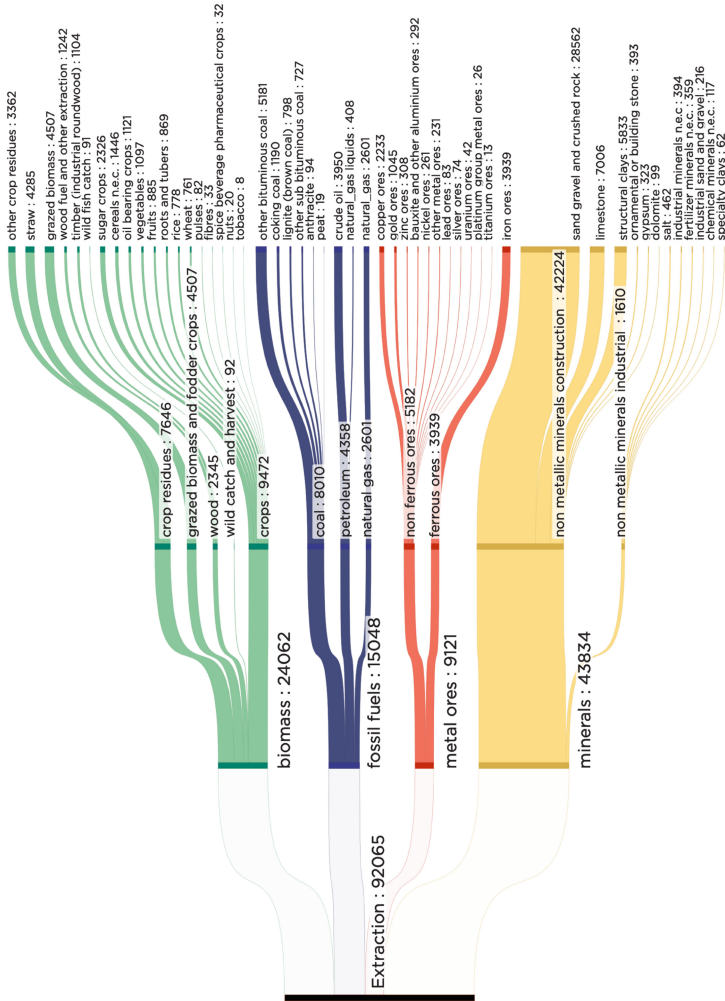 other crop residues : 3362
straw : 4285
grazed biomass : 4507
wood fuel and other extraction : 1242
timber (industrial roundwood) : 1104
wild fish catch : 91
sugar crops : 2326
cereals n.e.c. : 1446
oil bearing crops : 1121
vegetables : 1097
fruits : 885
roots and tubers : 869
rice : 778
wheat : 761
pulses : 82
fibres : 33
spice beverage pharmaceutical crops : 32
nuts : 20
tobacco : 8
other bituminous coal : 5181
coking coal : 1190
lignite (brown coal) : 798
other sub bituminous coal : 727
anthracite : 94
peat : 19
crude oil : 3950
natural_gas liquids : 408
natural_gas : 2601
copper ores : 2233
gold ores : 1045
zinc ores : 308
bauxite and other aluminium ores : 292
nickel ores : 261
other metal ores : 231
lead ores : 83
silver ores : 74
uranium ores : 42
platinum group metal ores : 26
titanium ores : 13
iron ores : 3939
sand gravel and crushed rock : 28562
limestone : 7006
structural clays : 5833
ornamental or building stone : 393
gypsum : 323
dolomite : 99
salt : 462
industrial minerals n.e.c : 394
fertilizer minerals n.e.c. : 359
industrial sand and gravel : 216
chemical minerals n.e.c. : 117
specialty clays : 62
crop residues : 7646
grazed biomass and fodder crops : 4507
wood : 2345
wild catch and harvest : 92
crops : 9472
coal : 8010
petroleum : 4358
natural gas : 2601
non ferrous ores : 5182
ferrous ores : 3939
non metallic minerals construction : 42224
non metallic minerals industrial : 1610
biomass : 24062
fossil fuels : 15048
metal ores : 9121
minerals : 43834
Extraction : 92065